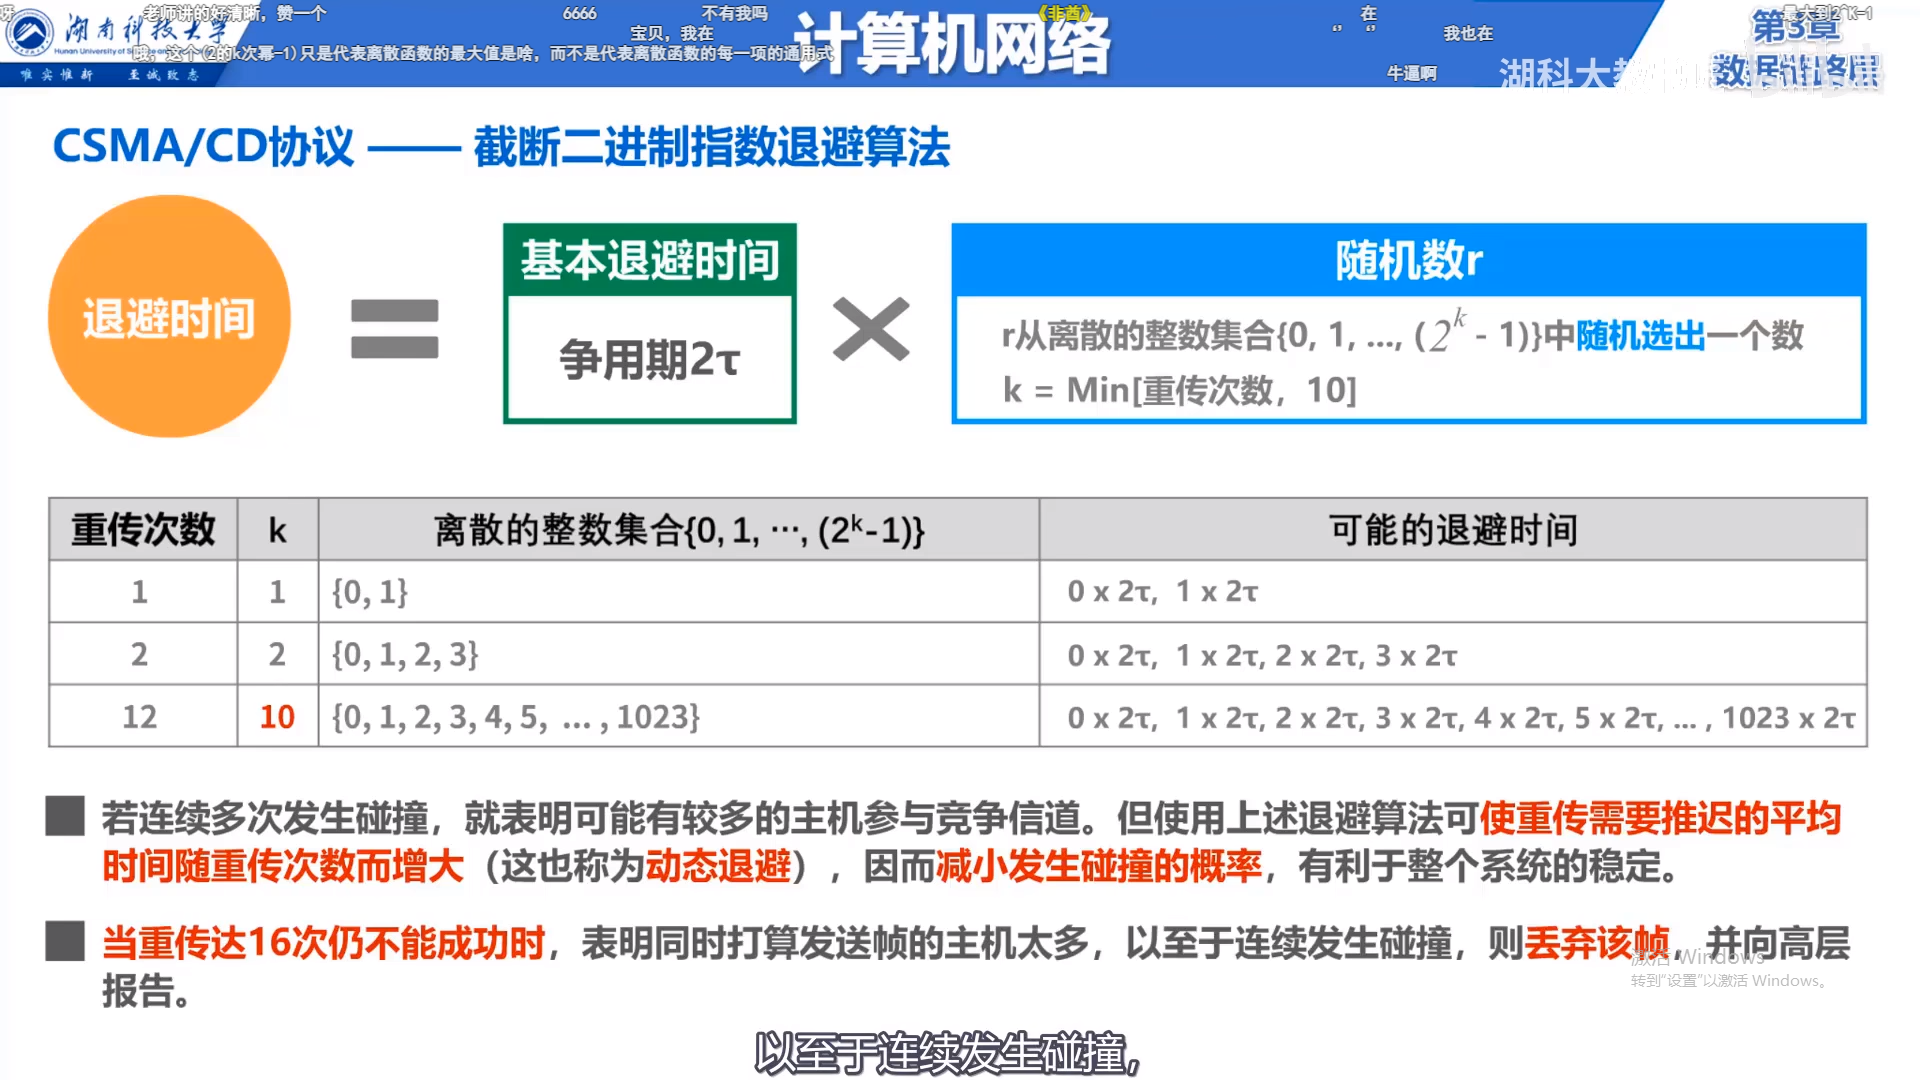 老师讲的好清晰，赞一个
6666
不有我吗
《非酋》
在
最大到2^K-1
宝贝，我在
我也在
哦，这个(2的k次幂-1)只是代表离散函数的最大值是啥，而不是代表离散函数的每一项的通用式
牛逼啊
湖南科技大学
唯实惟新 至诚致志
计算机网络
第3章
数据链路层
湖科大教
CSMA/CD协议 —— 截断二进制指数退避算法
退避时间
=
基本退避时间
争用期2τ
×
随机数r
r从离散的整数集合{0, 1, ..., (2^k - 1)}中随机选出一个数
k = Min[重传次数，10]
重传次数 k 离散的整数集合{0, 1, ⋯, (2^k-1)} 可能的退避时间
1 1 {0, 1} 0 x 2τ, 1 x 2τ
2 2 {0, 1, 2, 3} 0 x 2τ, 1 x 2τ, 2 x 2τ, 3 x 2τ
12 10 {0, 1, 2, 3, 4, 5, ... , 1023} 0 x 2τ, 1 x 2τ, 2 x 2τ, 3 x 2τ, 4 x 2τ, 5 x 2τ, ... , 1023 x 2τ
若连续多次发生碰撞，就表明可能有较多的主机参与竞争信道。但使用上述退避算法可使重传需要推迟的平均
时间随重传次数而增大（这也称为动态退避），因而减小发生碰撞的概率，有利于整个系统的稳定。
当重传达16次仍不能成功时，表明同时打算发送帧的主机太多，以至于连续发生碰撞，则丢弃该帧，并向高层
报告。
激活 Windows
转到“设置”以激活 Windows。
以至于连续发生碰撞，